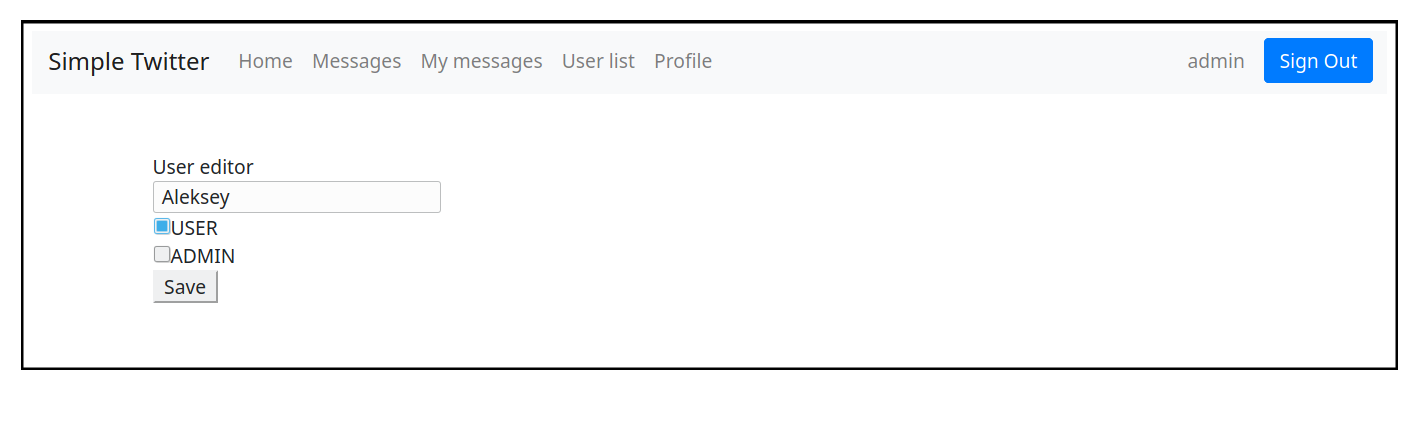 Simple Twitter Home Messages My messages User list Profile admin Sign Out
User editor
Aleksey
USER
ADMIN
Save